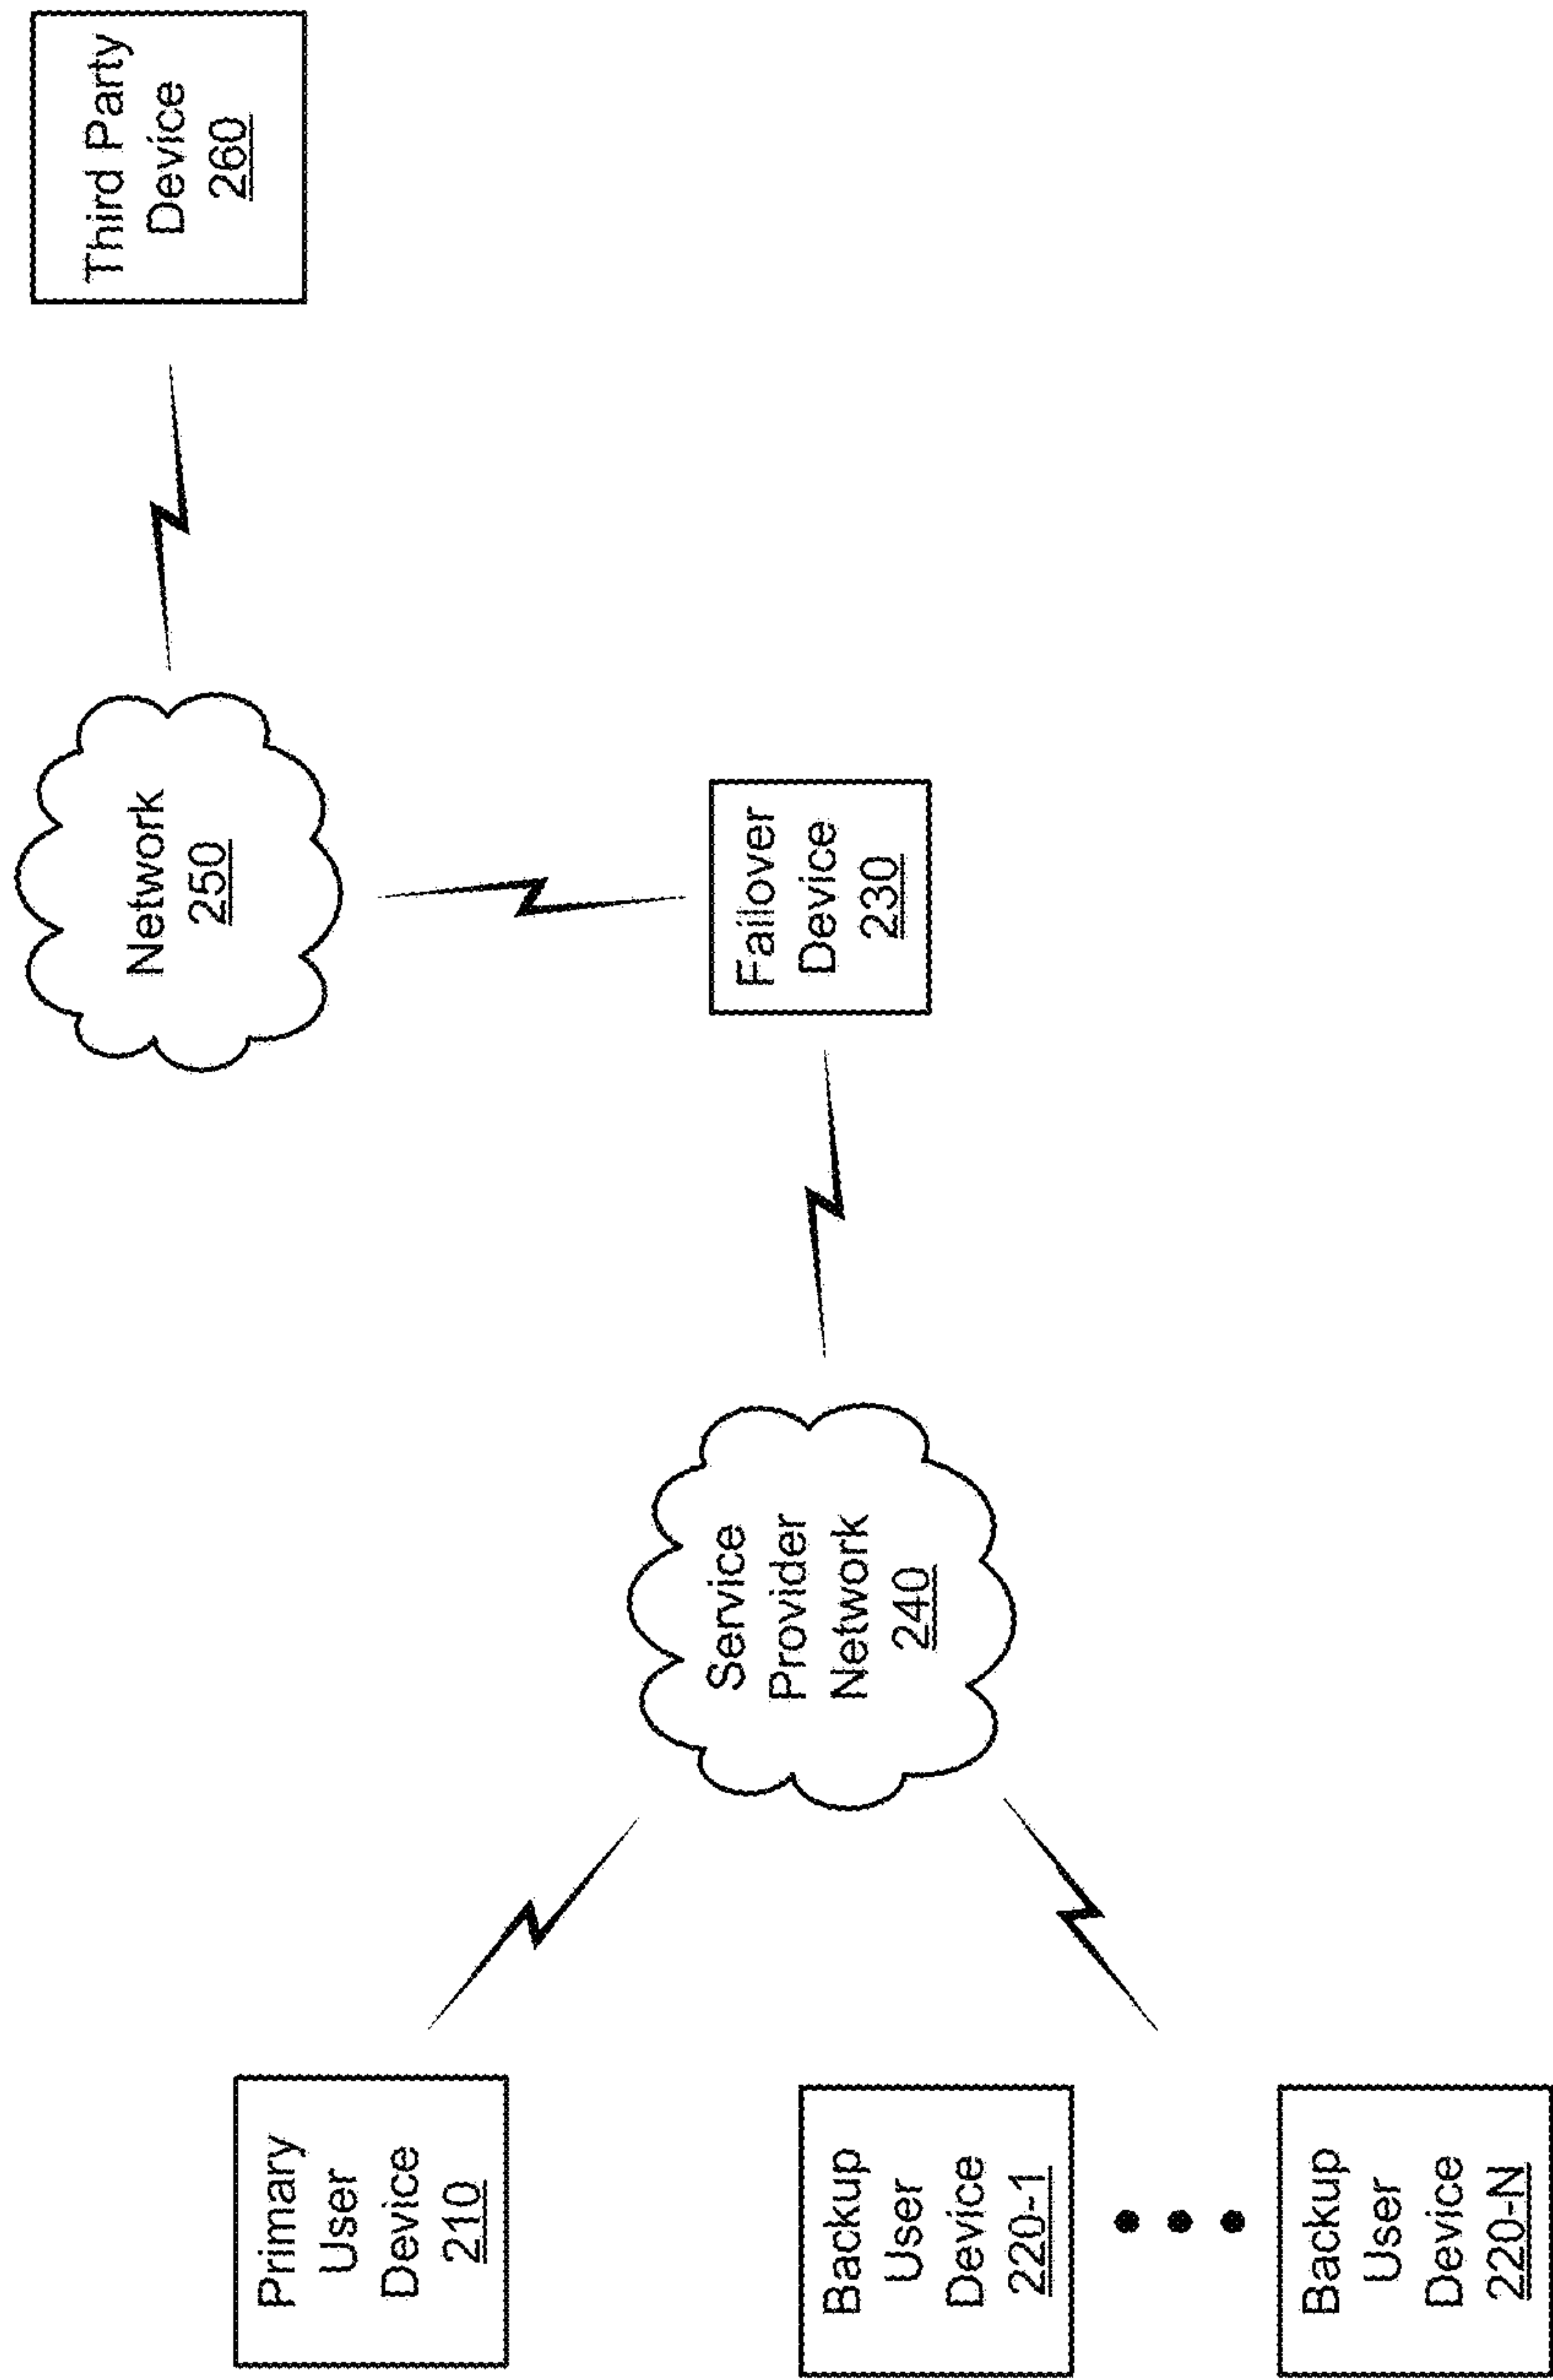 Primary
User
Device
210
Backup
User
Device
220-1
Backup
User
Device
220-N
Service
Provider
Network
240
Failover
Device
230
Network
250
Third Party
Device
260